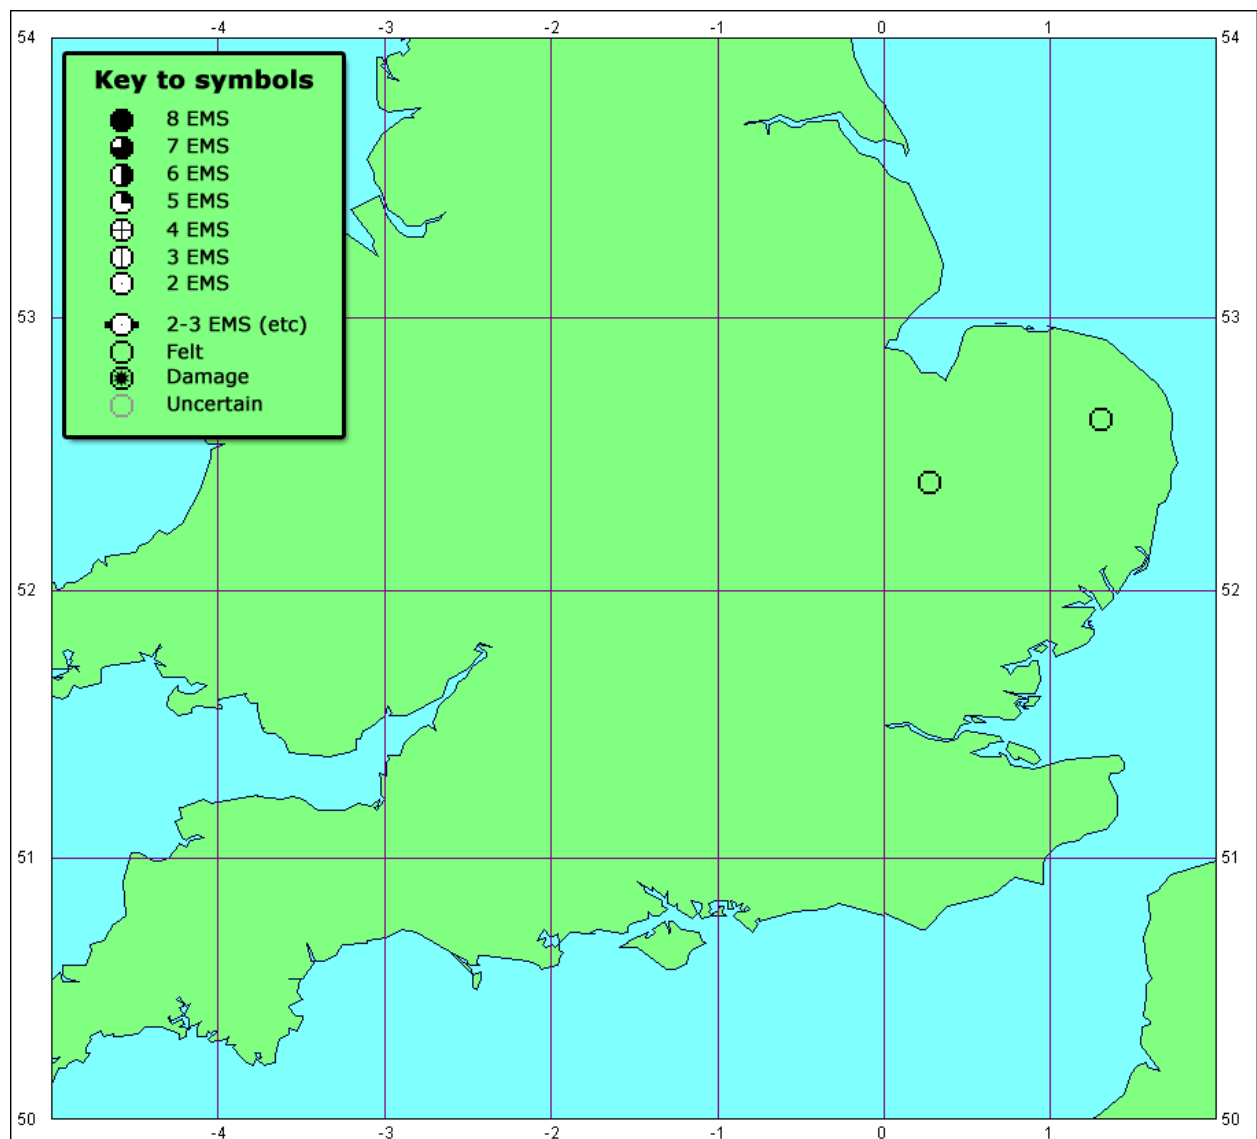 -4 -3 -2 -1 0 1
54 54
Key to symbols
8 EMS
7 EMS
6 EMS
5 EMS
4 EMS
3 EMS
2 EMS
2-3 EMS (etc)
Felt
Damage
Uncertain
53 53
52 52
51 51
50 50
-4 -3 -2 -1 0 1